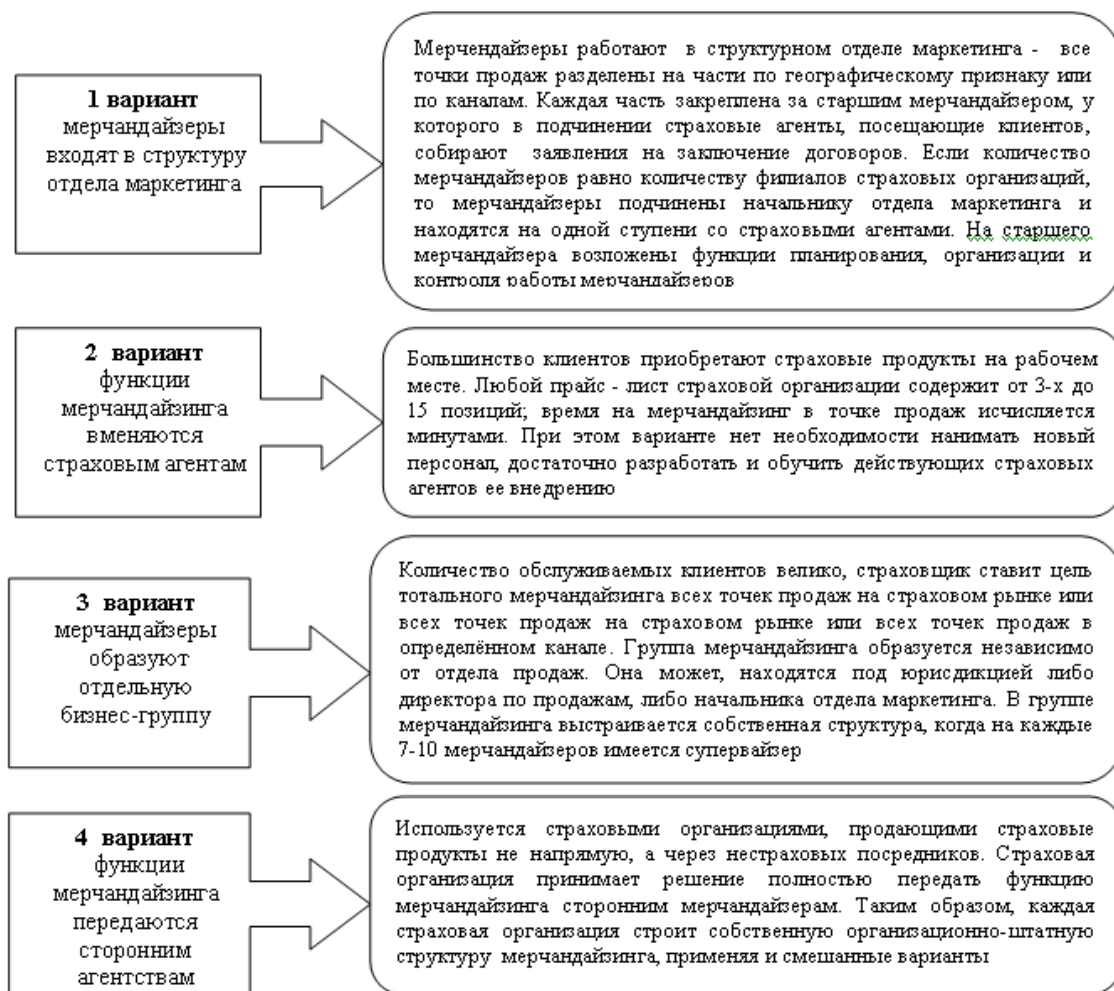 1 вариант
мерчандайзеры
входят в структуру
отдела маркетинга
Мерчендайзеры работают в структурном отделе маркетинга - все
точки продаж разделены на части по географическому признаку или
по каналам. Каждая часть закреплена за старшим мерчандайзером, у
которого в подчинении страховые агенты, посещающие клиентов,
собирают заявления на заключение договоров. Если количество
мерчандайзеров равно количеству филиалов страховых организаций,
то мерчандайзеры подчинены начальнику отдела маркетинга и
находятся на одной ступени со страховыми агентами. На старшего
мерчандайзера возложены функции планирования, организации и
контроля работы мерчандайзеров
2 вариант
функции
мерчандайзинга
вменяются
страховым агентам
Большинство клиентов приобретают страховые продукты на рабочем
месте. Любой прайс - лист страховой организации содержит от 3-х до
15 позиций; время на мерчандайзинг в точке продаж исчисляется
минутами. При этом варианте нет необходимости нанимать новый
персонал, достаточно разработать и обучить действующих страховых
агентов ее внедрению
3 вариант
мерчандайзеры
образуют
отдельную
бизнес-группу
Количество обслуживаемых клиентов велико, страховщик ставит цель
тотального мерчандайзинга всех точек продаж на страховом рынке или
всех точек продаж на страховом рынке или всех точек продаж в
определённом канале. Группа мерчандайзинга образуется независимо
от отдела продаж. Она может, находятся под юрисдикцией либо
директора по продажам, либо начальника отдела маркетинга. В группе
мерчандайзинга выстраивается собственная структура, когда на каждые
7-10 мерчандайзеров имеется супервайзер
4 вариант
функции
мерчандайзинга
передаются
сторонним
агентствам
Используется страховыми организациями, продающими страховые
продукты не напрямую, а через нестраховых посредников. Страховая
организация принимает решение полностью передать функцию
мерчандайзинга сторонним мерчандайзерам. Таким образом, каждая
страховая организация строит собственную организационно-штатную
структуру мерчандайзинга, применяя и смешанные варианты